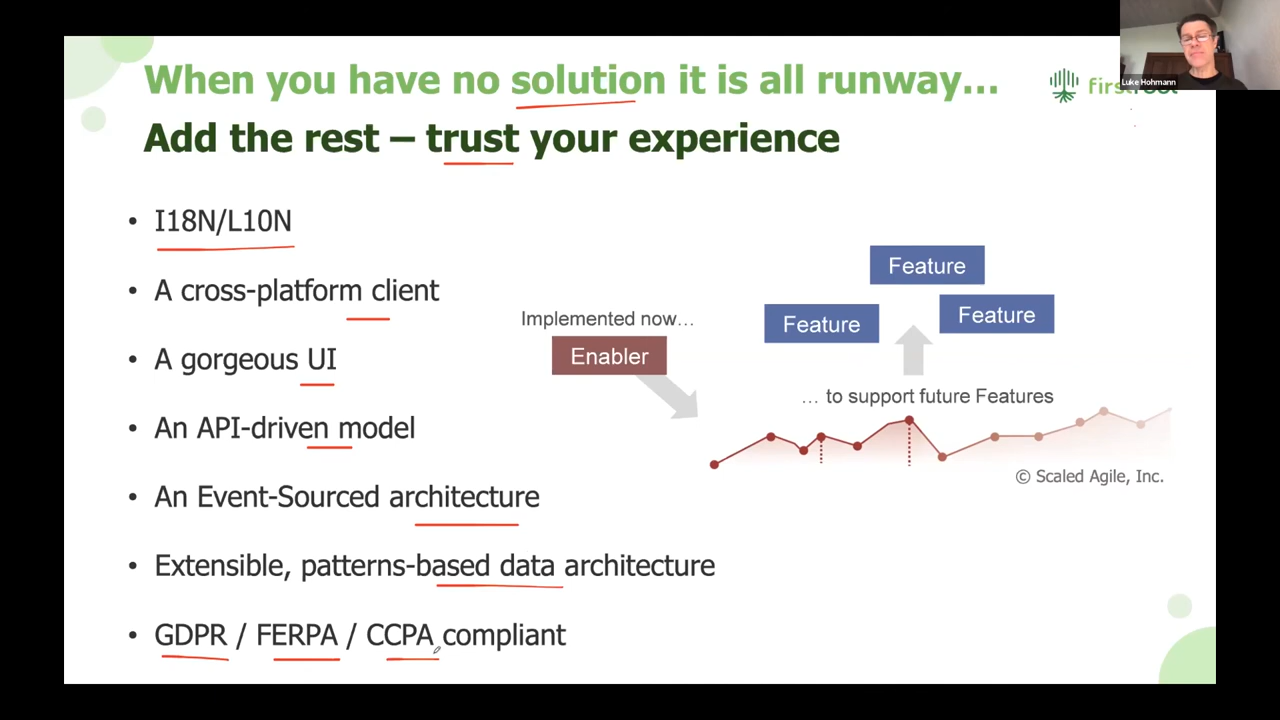 When you have no solution it is all runway...
Luke Hohmann
Add the rest – trust your experience
• I18N/L10N
• A cross-platform client
• A gorgeous UI
• An API-driven model
• An Event-Sourced architecture
• Extensible, patterns-based data architecture
• GDPR / FERPA / CCPA compliant
Feature
Feature
Feature
Implemented now...
Enabler
... to support future Features
© Scaled Agile, Inc.